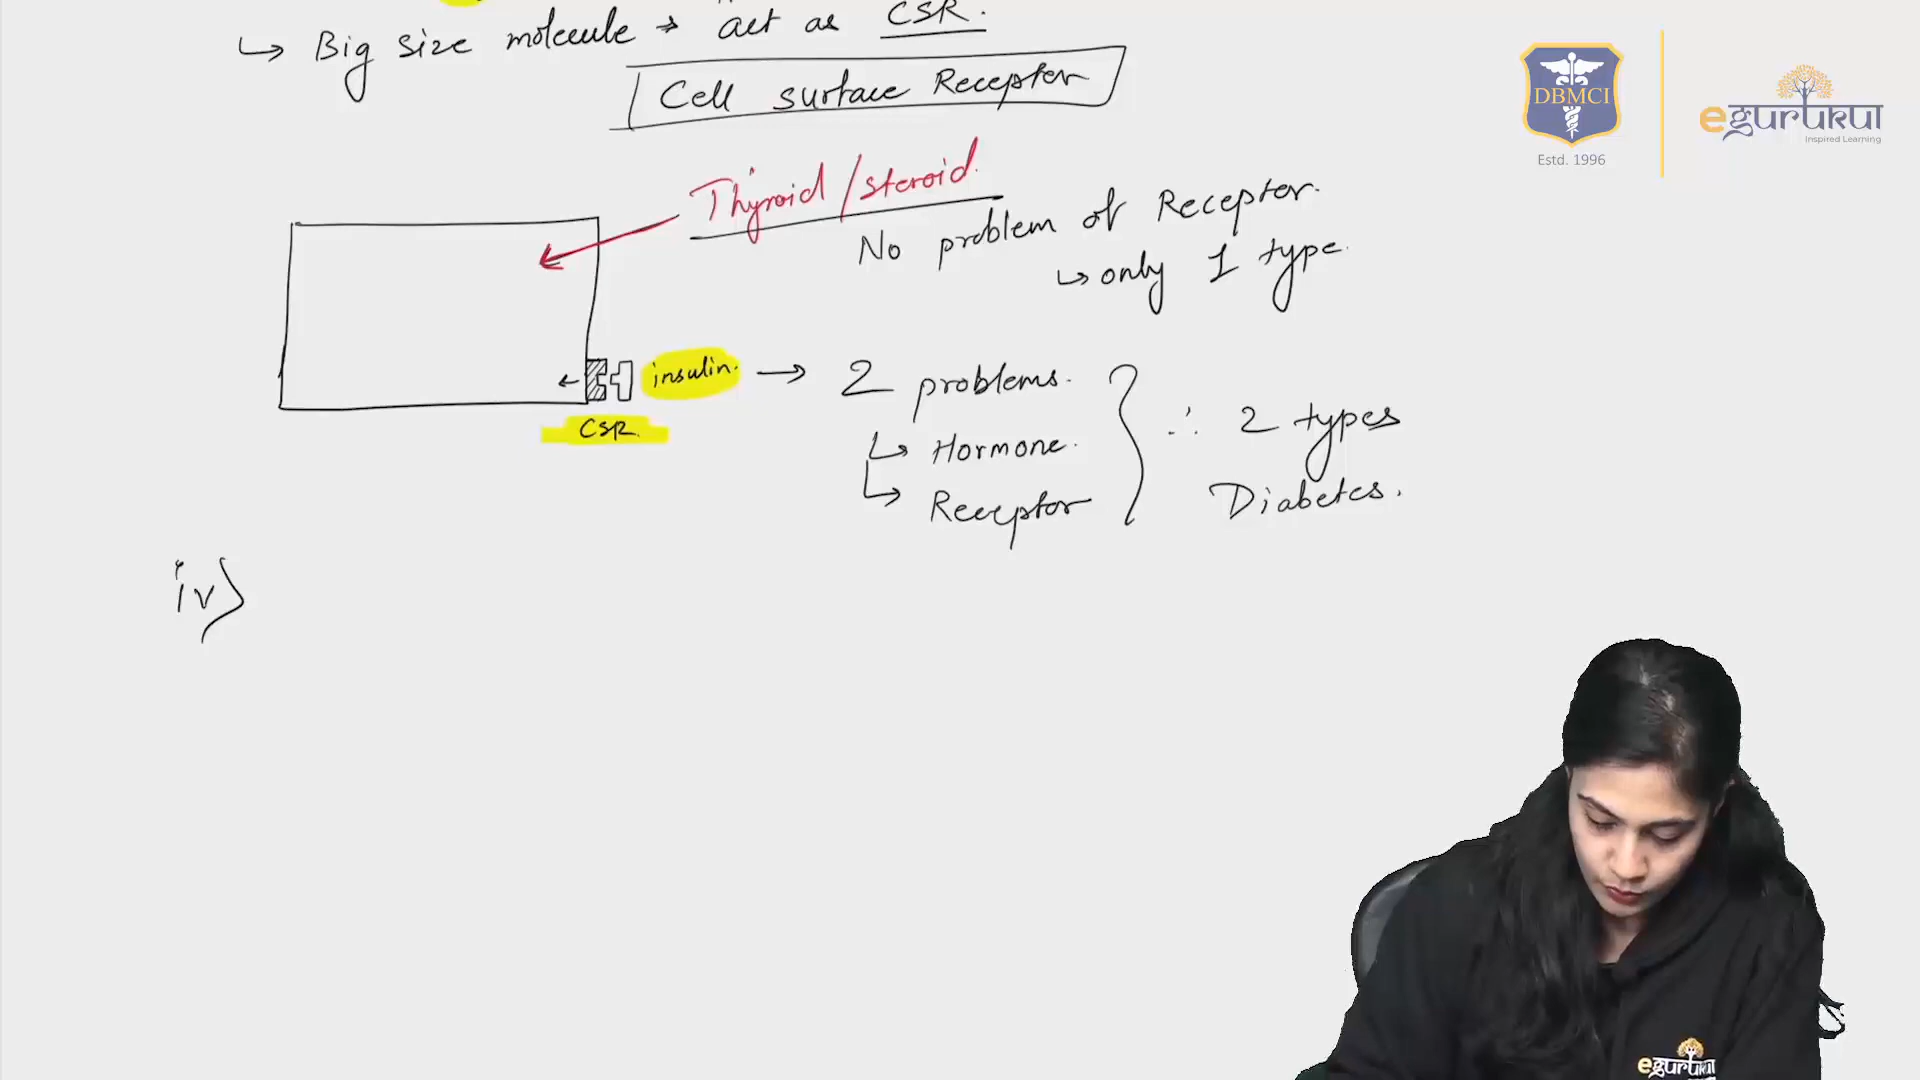 ↳ Big size molecule → act as CSR.
Cell surface Receptor
Thyroid / steroid.
No problem of Receptor.
↳ only 1 type.
insulin. → 2 problems.
↳ Hormone.
↳ Receptor
∴ 2 types
Diabetes.
CSR.
iv)
DBMCI
Estd. 1996
egurukul
Inspired Learning
egurukul